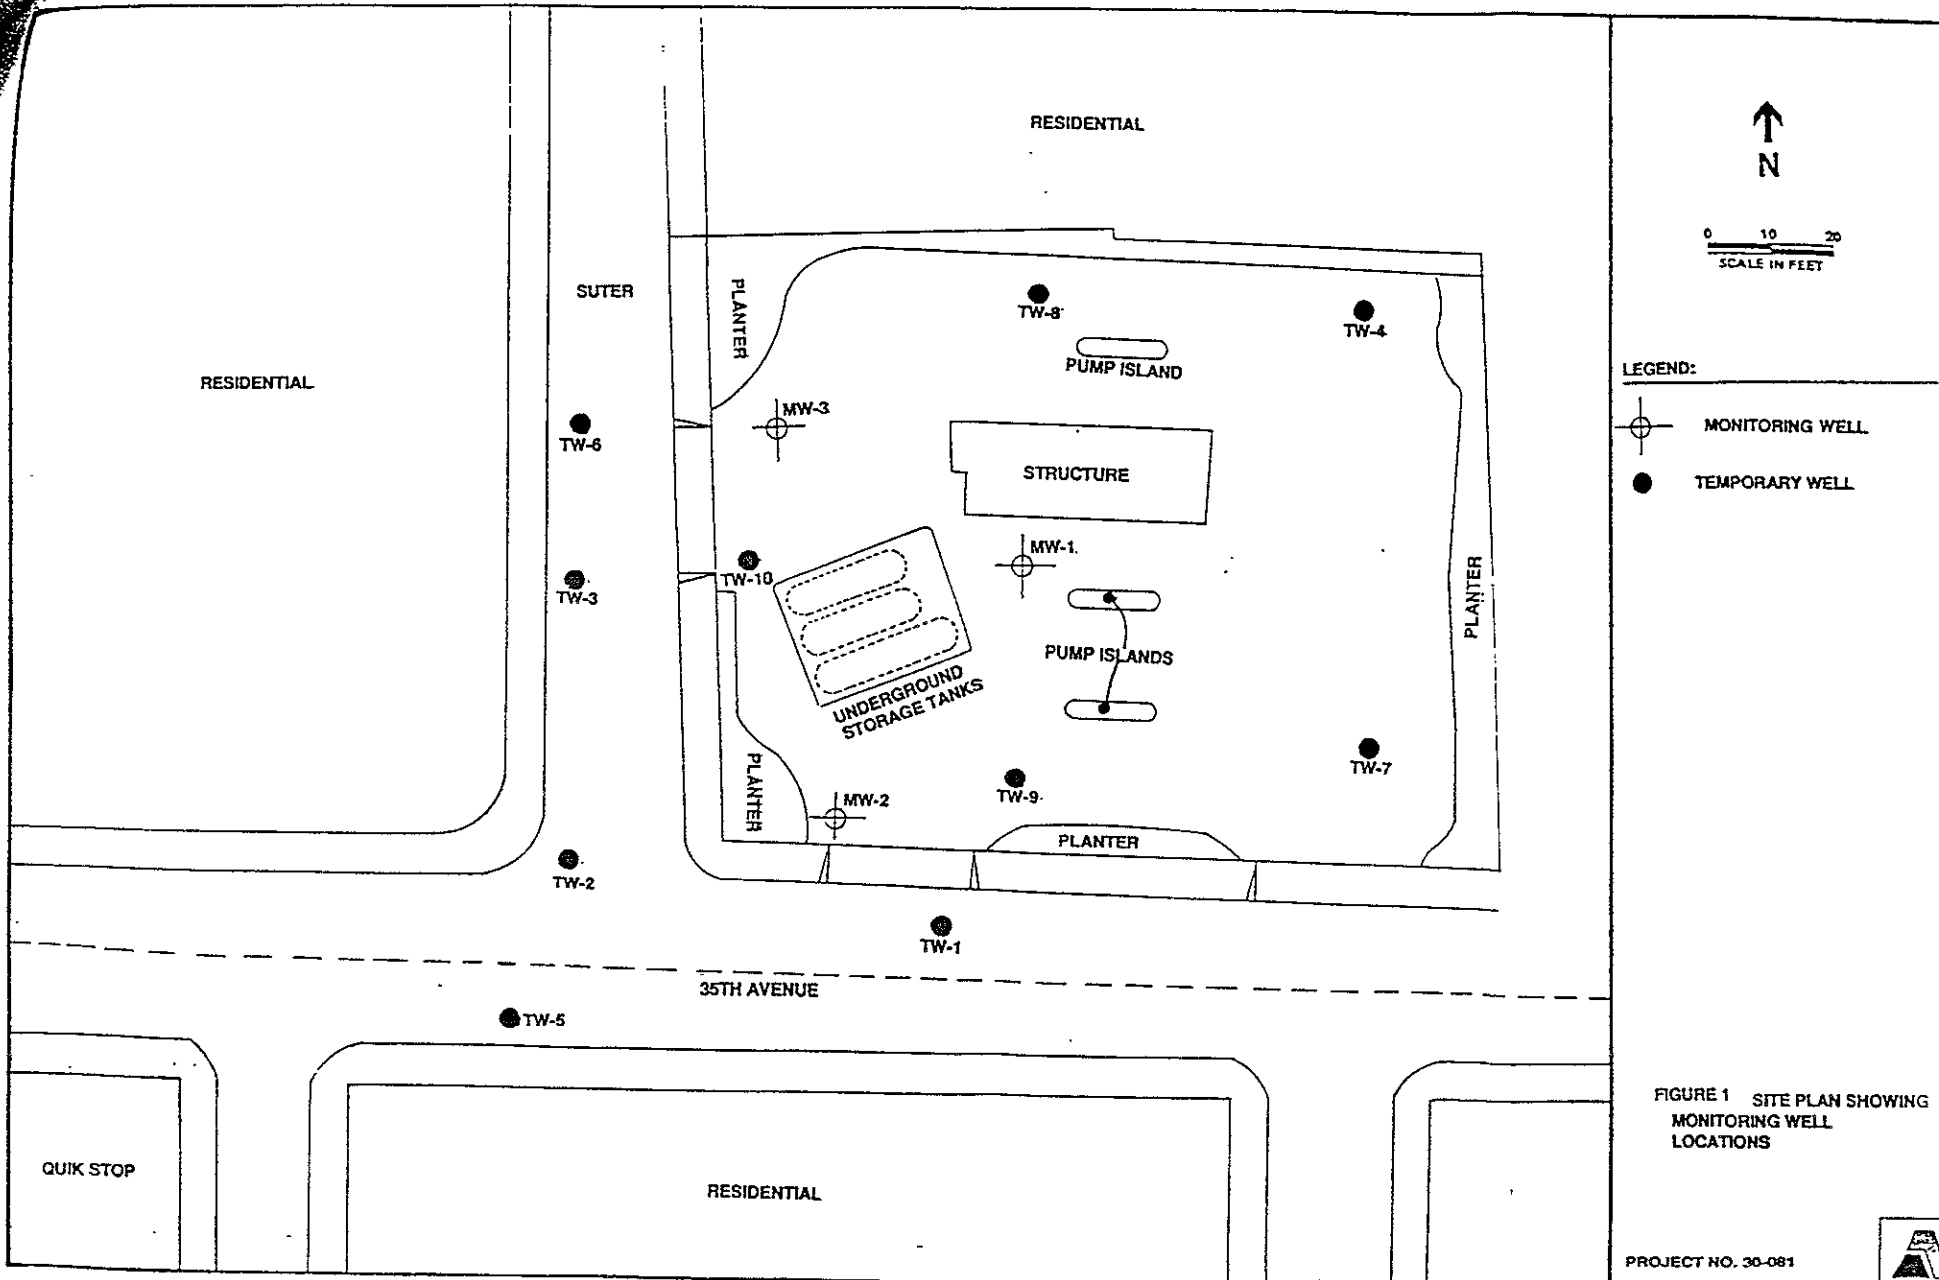 RESIDENTIAL
N
0 10 20
SCALE IN FEET
SUTER
PLANTER
TW-8
TW-4
PUMP ISLAND
LEGEND:
RESIDENTIAL
MW-3
MONITORING WELL
TW-6
STRUCTURE
TEMPORARY WELL
MW-1
TW-10
TW-3
PLANTER
PUMP ISLANDS
UNDERGROUND
STORAGE TANKS
TW-7
PLANTER
MW-2
TW-9
PLANTER
TW-2
TW-1
35TH AVENUE
TW-5
FIGURE 1 SITE PLAN SHOWING
MONITORING WELL
LOCATIONS
QUIK STOP
RESIDENTIAL
PROJECT NO. 30-081